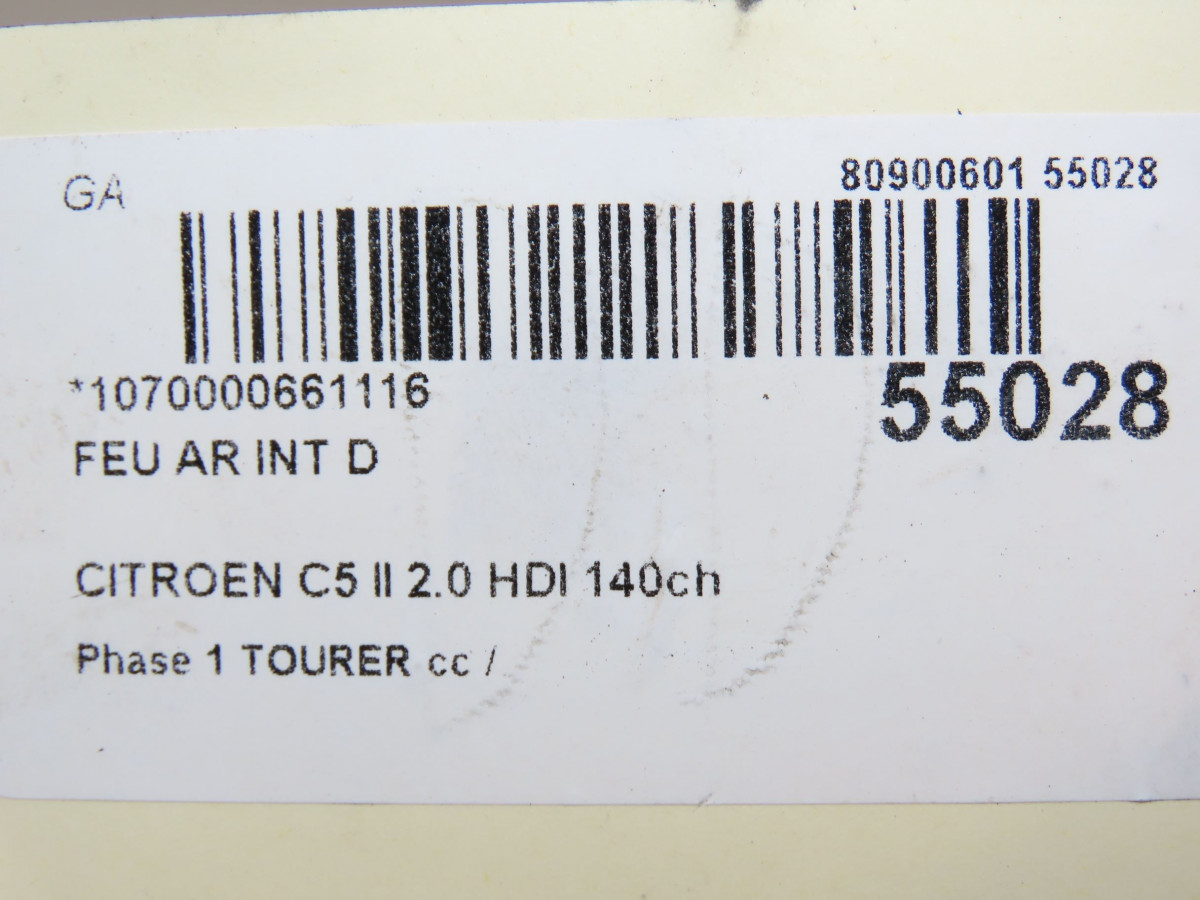 GA
80900601 55028
*1070000661116
55028
FEU AR INT D
CITROEN C5 II 2.0 HDI 140ch
Phase 1 TOURER cc /